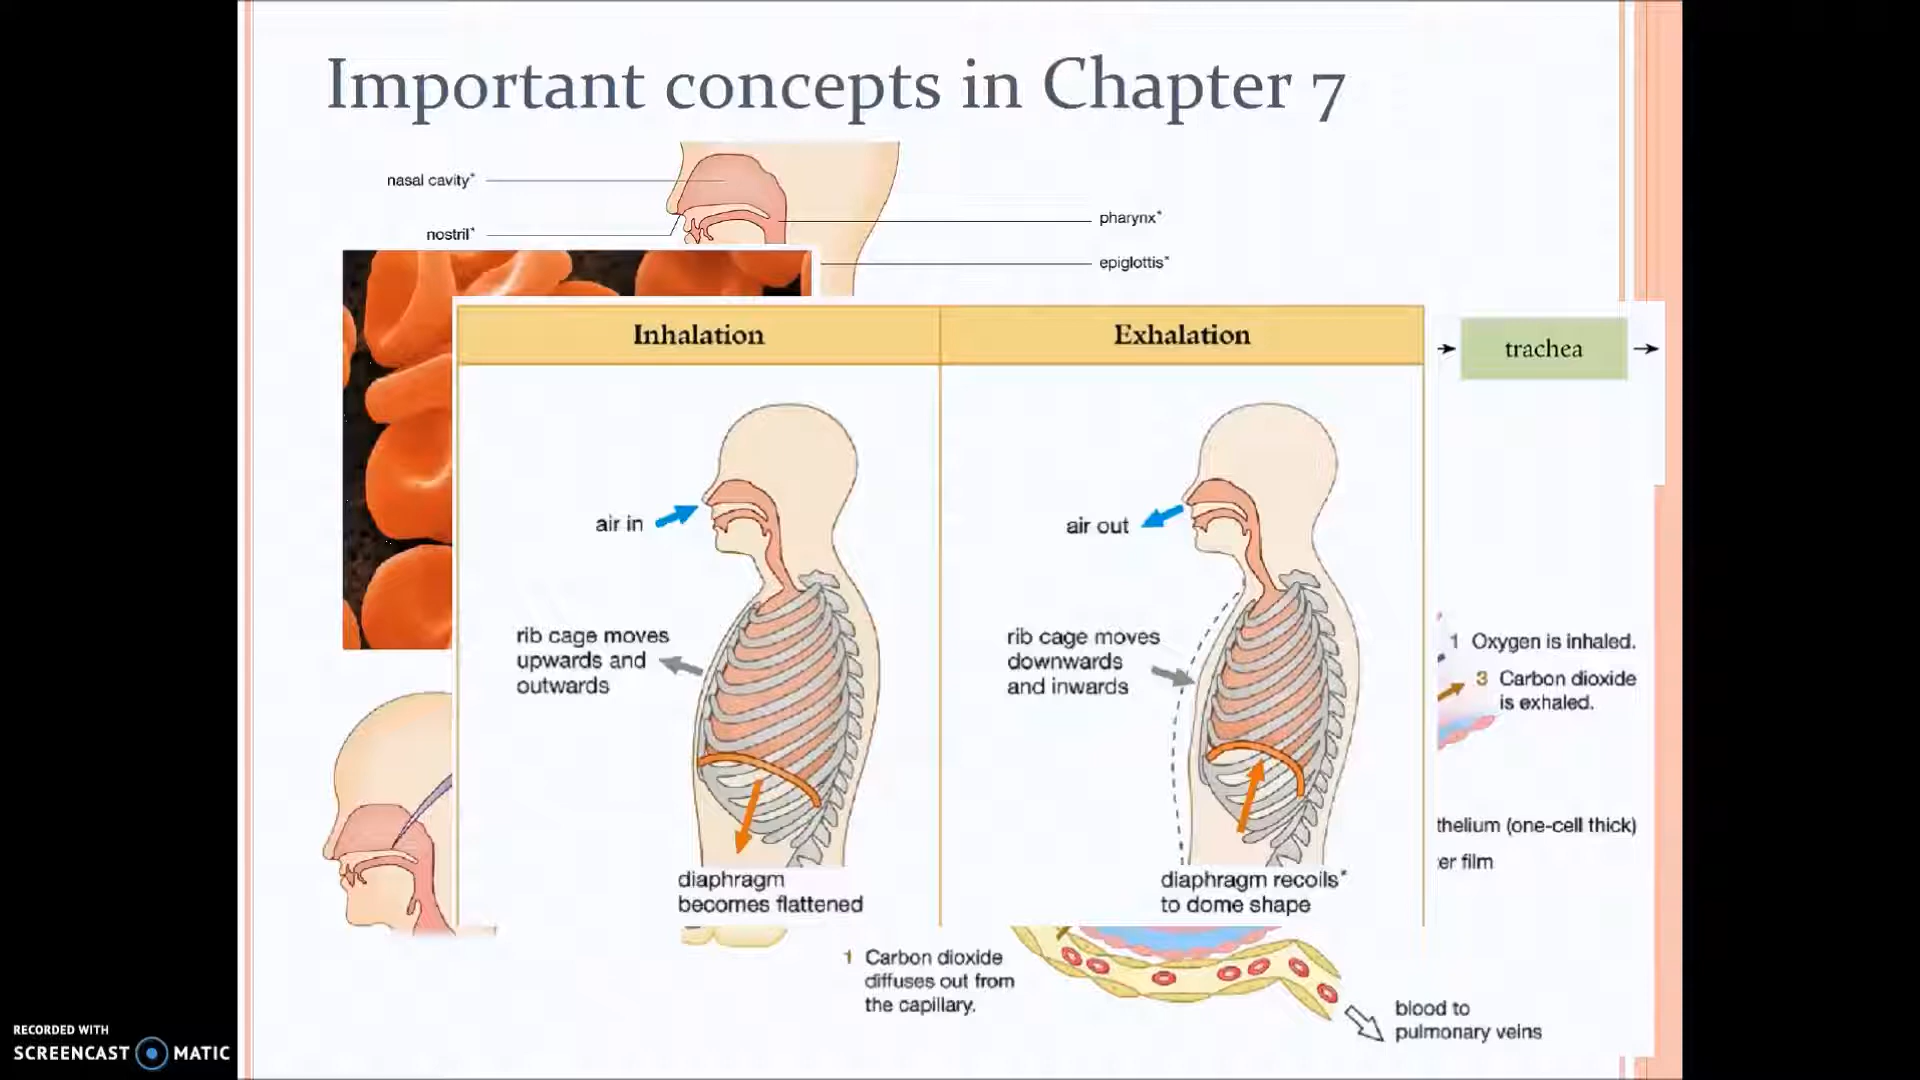 Important concepts in Chapter 7
nasal cavity*
nostril*
pharynx*
epiglottis*
Inhalation
Exhalation
trachea
air in
air out
rib cage moves
upwards and
outwards
rib cage moves
downwards
and inwards
1 Oxygen is inhaled.
3 Carbon dioxide
is exhaled.
thelium (one-cell thick)
er film
diaphragm
becomes flattened
diaphragm recoils*
to dome shape
1 Carbon dioxide
diffuses out from
the capillary.
blood to
pulmonary veins
RECORDED WITH
SCREENCAST MATIC